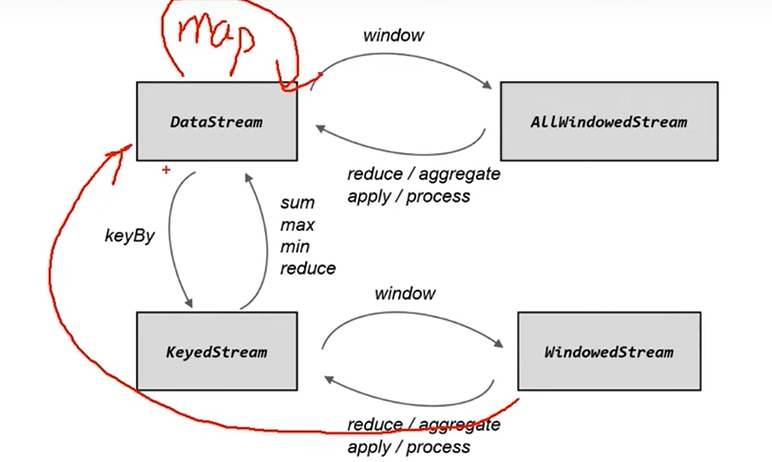 map
window
DataStream
AllWindowedStream
reduce / aggregate
apply / process
+
keyBy
sum
max
min
reduce
window
KeyedStream
WindowedStream
reduce / aggregate
apply / process